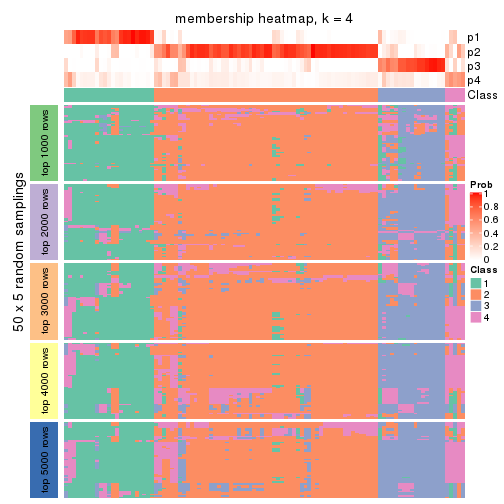 membership heatmap, k = 4
p1
p2
p3
p4
Class
50 x 5 random samplings
top 1000 rows
top 2000 rows
top 3000 rows
top 4000 rows
top 5000 rows
Prob
1
0.8
0.6
0.4
0.2
0
Class
1
2
3
4